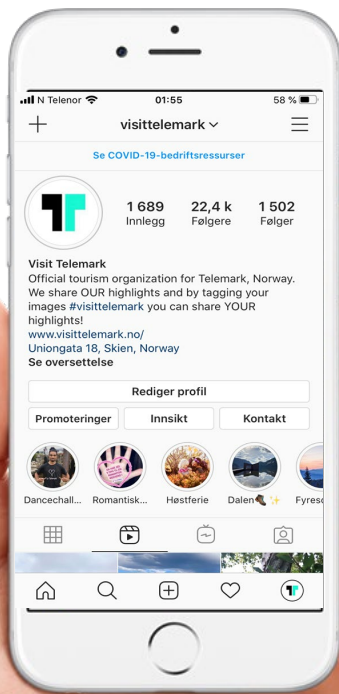 N Telenor 01:55 58 %
visittelemark
Se COVID-19-bedriftsressurser
1 689 22,4 k 1 502
Innlegg Følgere Følger
Visit Telemark
Official tourism organization for Telemark, Norway.
We share OUR highlights and by tagging your
images #visittelemark you can share YOUR
highlights!
www.visittelemark.no/
Uniongata 18, Skien, Norway
Se oversettelse
Rediger profil
Promoteringer Innsikt Kontakt
Dancechall... Romantisk... Høstferie Dalen Fyresd